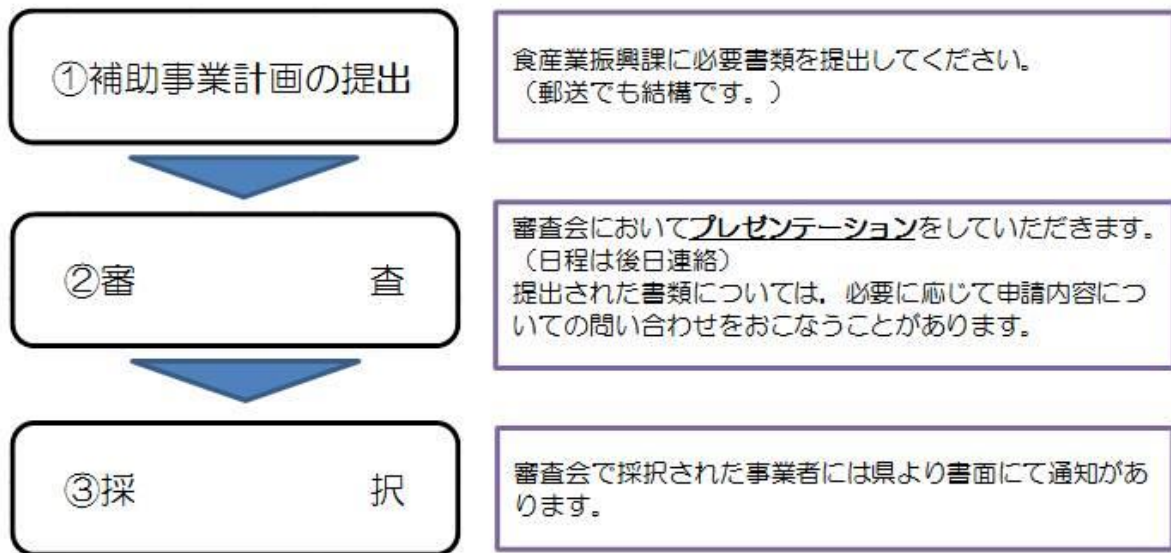 ①補助事業計画の提出
食産業振興課に必要書類を提出してください。
（郵送でも結構です。）
②審　　　　　　査
審査会においてプレゼンテーションをしていただきます。
（日程は後日連絡）
提出された書類については，必要に応じて申請内容につ
いての問い合わせをおこなうことがあります。
③採　　　　　　択
審査会で採択された事業者には県より書面にて通知があ
ります。